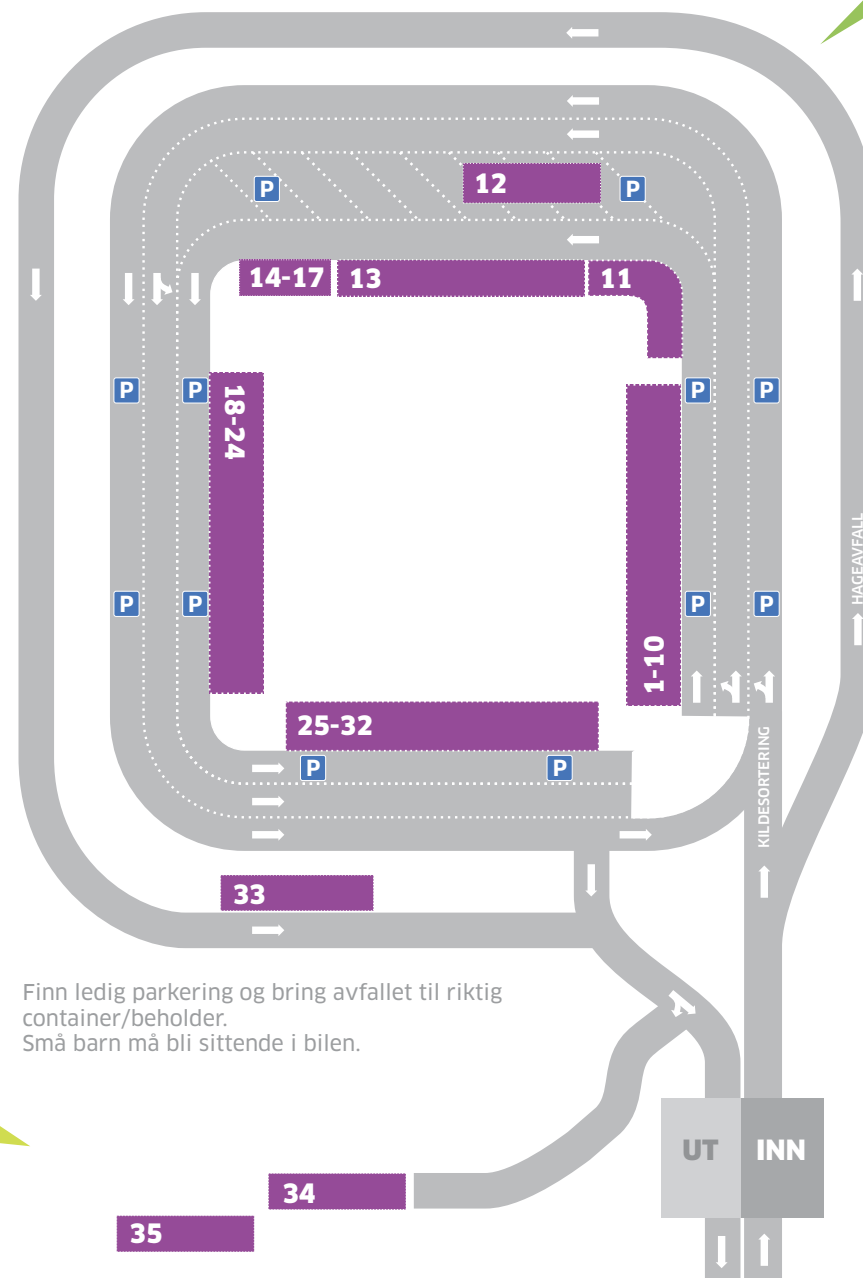 P
12
P
14-17
13
11
P
P
18-24
P
P
HAGEAVFALL
P
P
P
P
1-10
25-32
KILDESORTERING
P
P
33
Finn ledig parkering og bring avfallet til riktig
container/beholder.
Små barn må bli sittende i bilen.
UT
INN
34
35